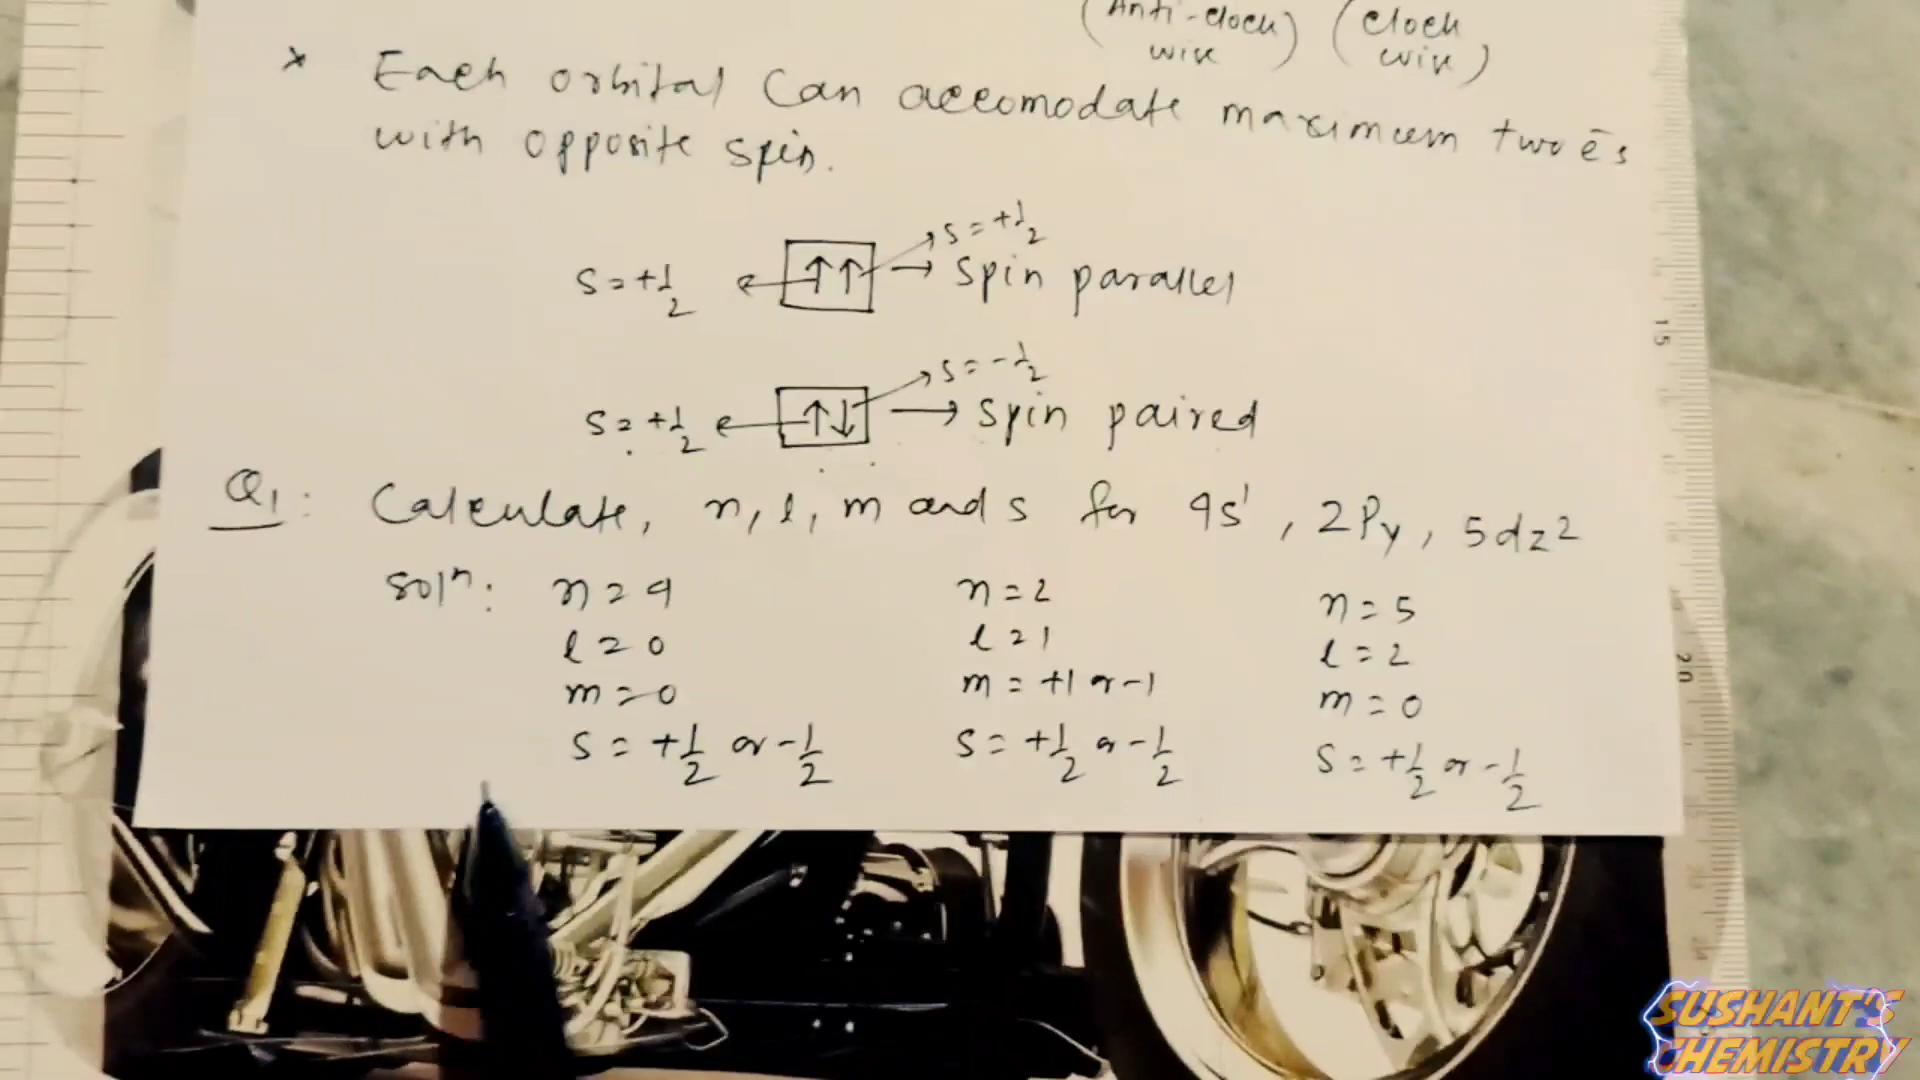 (Anti-clock (clock
wise) wise)
* Each orbital Can accomodate maximum two ēs
with opposite spin.
s = +1/2
s = +1/2 ← ↑↑ → Spin parallel
s = -1/2
s = +1/2 ← ↑↓ → Spin paired
Q1: Calculate, n, l, m and s for 4s¹, 2Py, 5dz²
Solⁿ: n = 4 n = 2 n = 5
l = 0 l = 1 l = 2
m = 0 m = +1 or -1 m = 0
s = +1/2 or -1/2 s = +1/2 or -1/2 s = +1/2 or -1/2
15
20
SUSHANT'S
CHEMISTRY